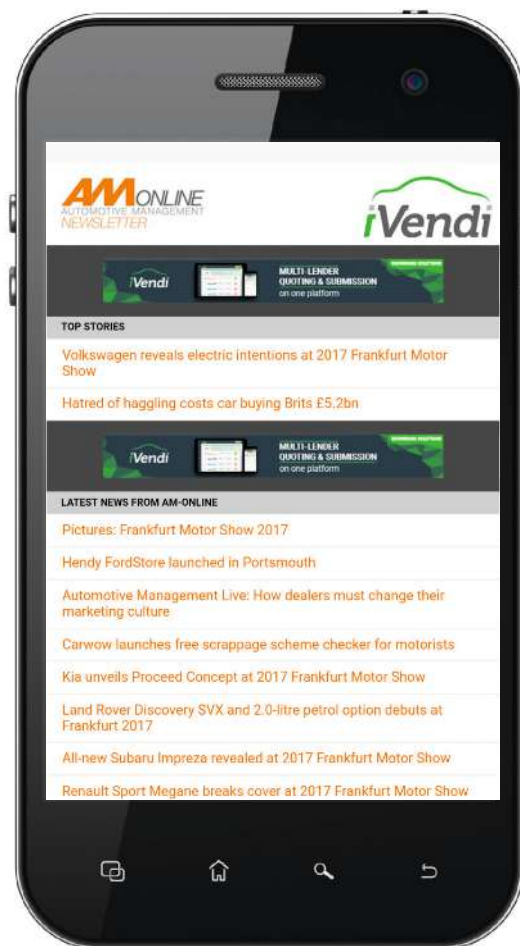 AM ONLINE
AUTOMOTIVE MANAGEMENT
NEWSLETTER
iVendi
iVendi
MULTI-LENDER
QUOTING & SUBMISSION
on one platform
TOP STORIES
Volkswagen reveals electric intentions at 2017 Frankfurt Motor
Show
Hatred of haggling costs car buying Brits £5.2bn
iVendi
MULTI-LENDER
QUOTING & SUBMISSION
on one platform
LATEST NEWS FROM AM-ONLINE
Pictures: Frankfurt Motor Show 2017
Hendy FordStore launched in Portsmouth
Automotive Management Live: How dealers must change their
marketing culture
Carwow launches free scrappage scheme checker for motorists
Kia unveils Proceed Concept at 2017 Frankfurt Motor Show
Land Rover Discovery SVX and 2.0-litre petrol option debuts at
Frankfurt 2017
All-new Subaru Impreza revealed at 2017 Frankfurt Motor Show
Renault Sport Megane breaks cover at 2017 Frankfurt Motor Show